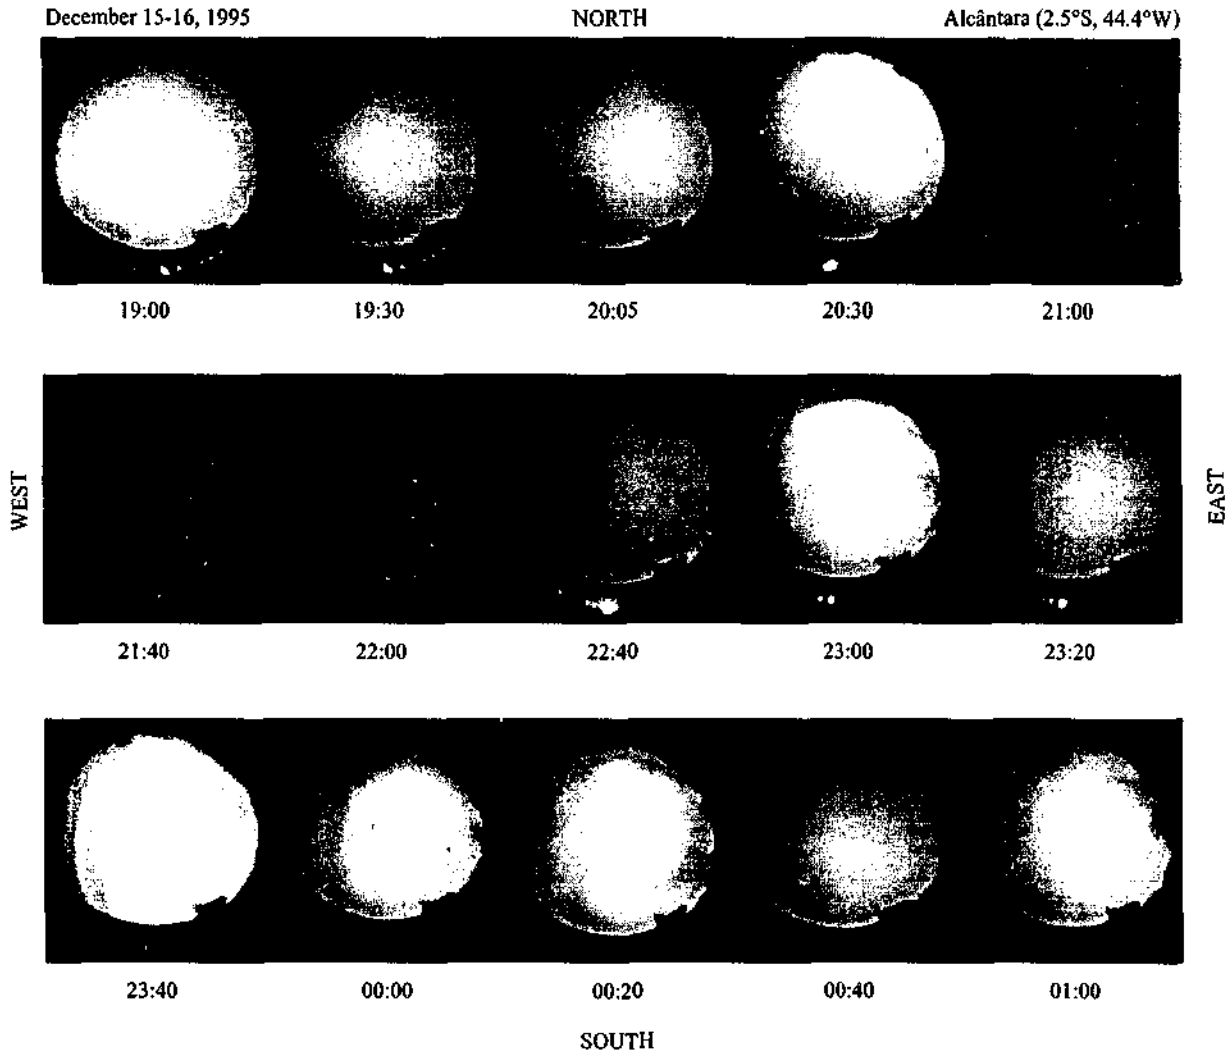 December 15-16, 1995 NORTH Alcântara (2.5°S, 44.4°W)
19:00 19:30 20:05 20:30 21:00
WEST
EAST
21:40 22:00 22:40 23:00 23:20
23:40 00:00 00:20 00:40 01:00
SOUTH